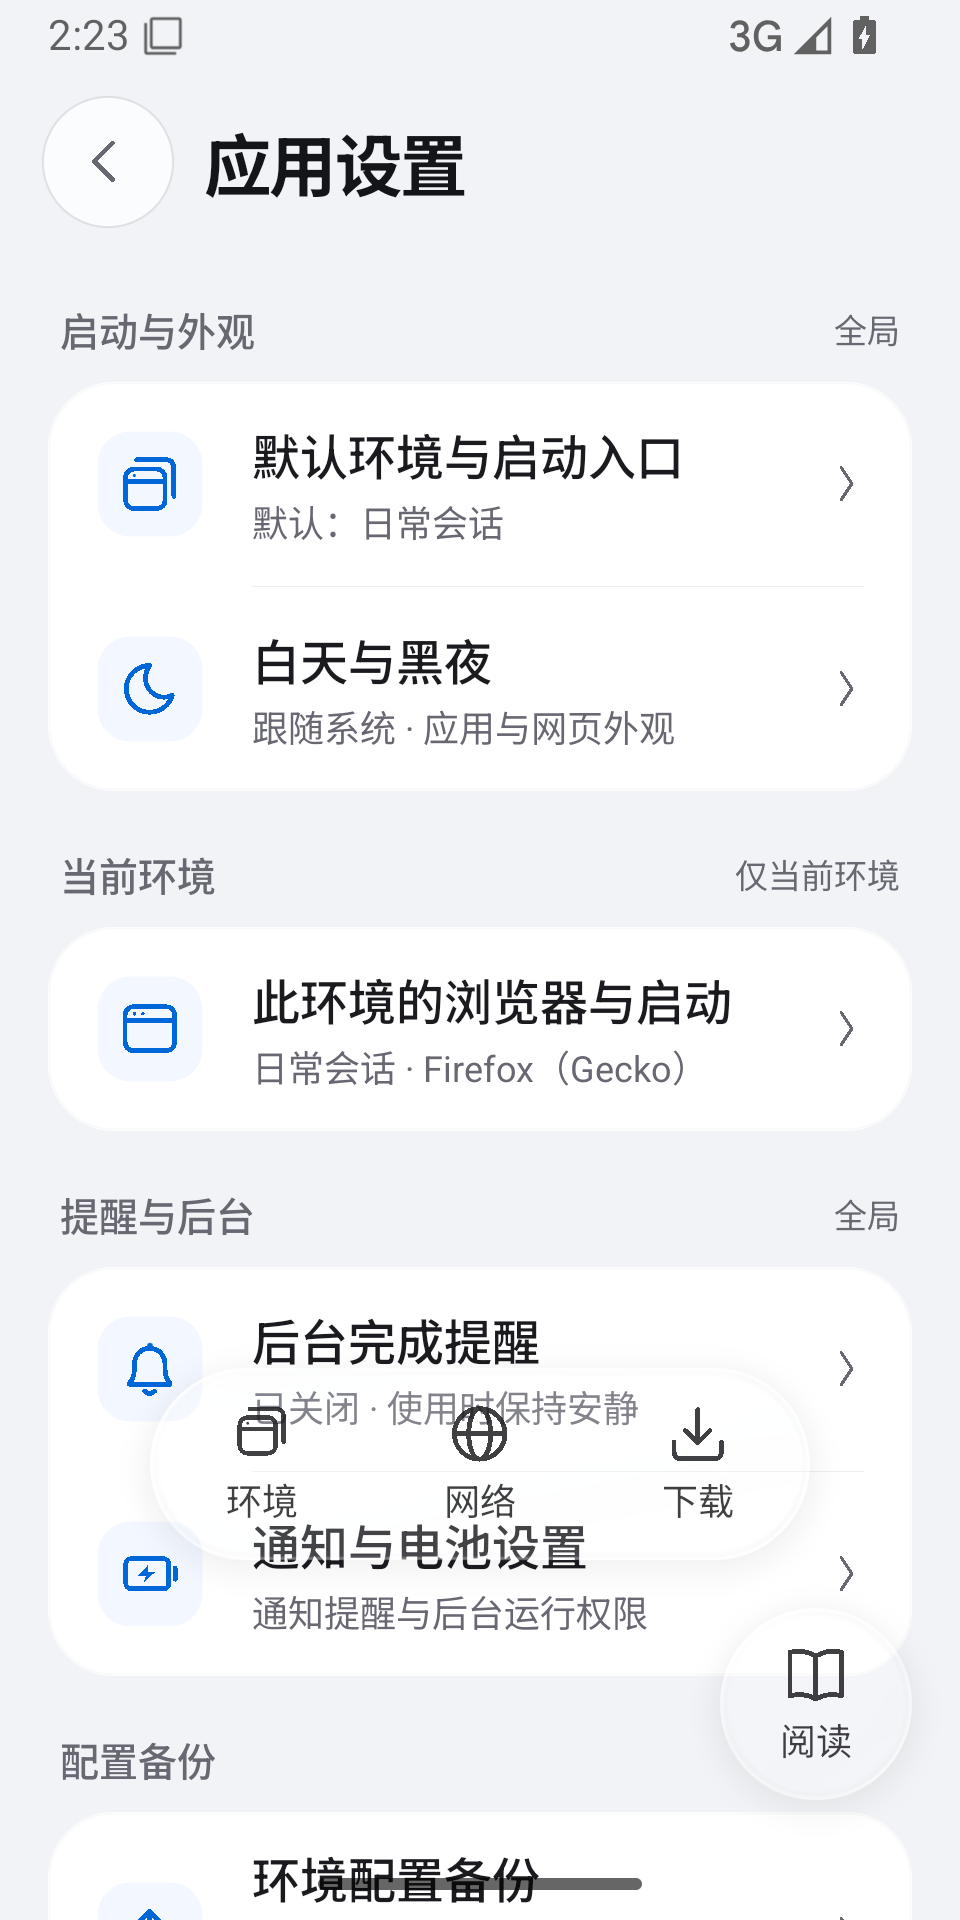 2:23
3G
应用设置
启动与外观
全局
默认环境与启动入口
默认：日常会话
白天与黑夜
跟随系统 · 应用与网页外观
当前环境
仅当前环境
此环境的浏览器与启动
日常会话 · Firefox（Gecko）
提醒与后台
全局
后台完成提醒
已关闭 · 使用时保持安静
环境
网络
下载
通知与电池设置
通知提醒与后台运行权限
阅读
配置备份
环境配置备份